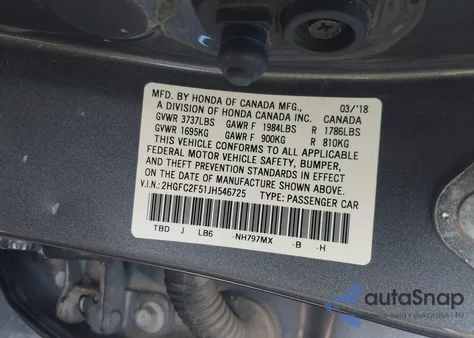 MFD. BY HONDA OF CANADA MFG., 03/'18
A DIVISION OF HONDA CANADA INC. CANADA
GVWR 3737LBS GAWR F 1984LBS R 1786LBS
GVWR 1695KG GAWR F 900KG R 810KG
THIS VEHICLE CONFORMS TO ALL APPLICABLE
FEDERAL MOTOR VEHICLE SAFETY, BUMPER,
AND THEFT PREVENTION STANDARDS IN EFFECT
ON THE DATE OF MANUFACTURE SHOWN ABOVE.
V.I.N.: 2HGFC2F51JH546725 TYPE: PASSENGER CAR
TBD J LB6 -NH797MX -B -H
autoSnap